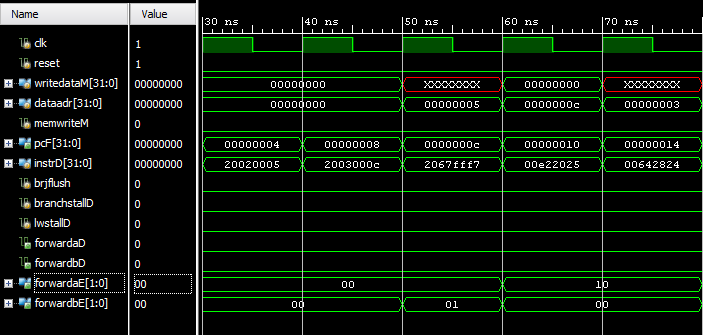 Name Value 30 ns 40 ns 50 ns 60 ns 70 ns
clk 1
reset 1
writedataM[31:0] 00000000 00000000 XXXXXXXX 00000000 XXXXXXXX
dataadr[31:0] 00000000 00000000 00000005 0000000c 00000003
memwriteM 0
pcF[31:0] 00000000 00000004 00000008 0000000c 00000010 00000014
instrD[31:0] 00000000 20020005 2003000c 2067fff7 00e22025 00642824
brjflush 0
branchstallD 0
lwstallD 0
forwardaD 0
forwardbD 0
forwardaE[1:0] 00 00 10
forwardbE[1:0] 00 00 01 00